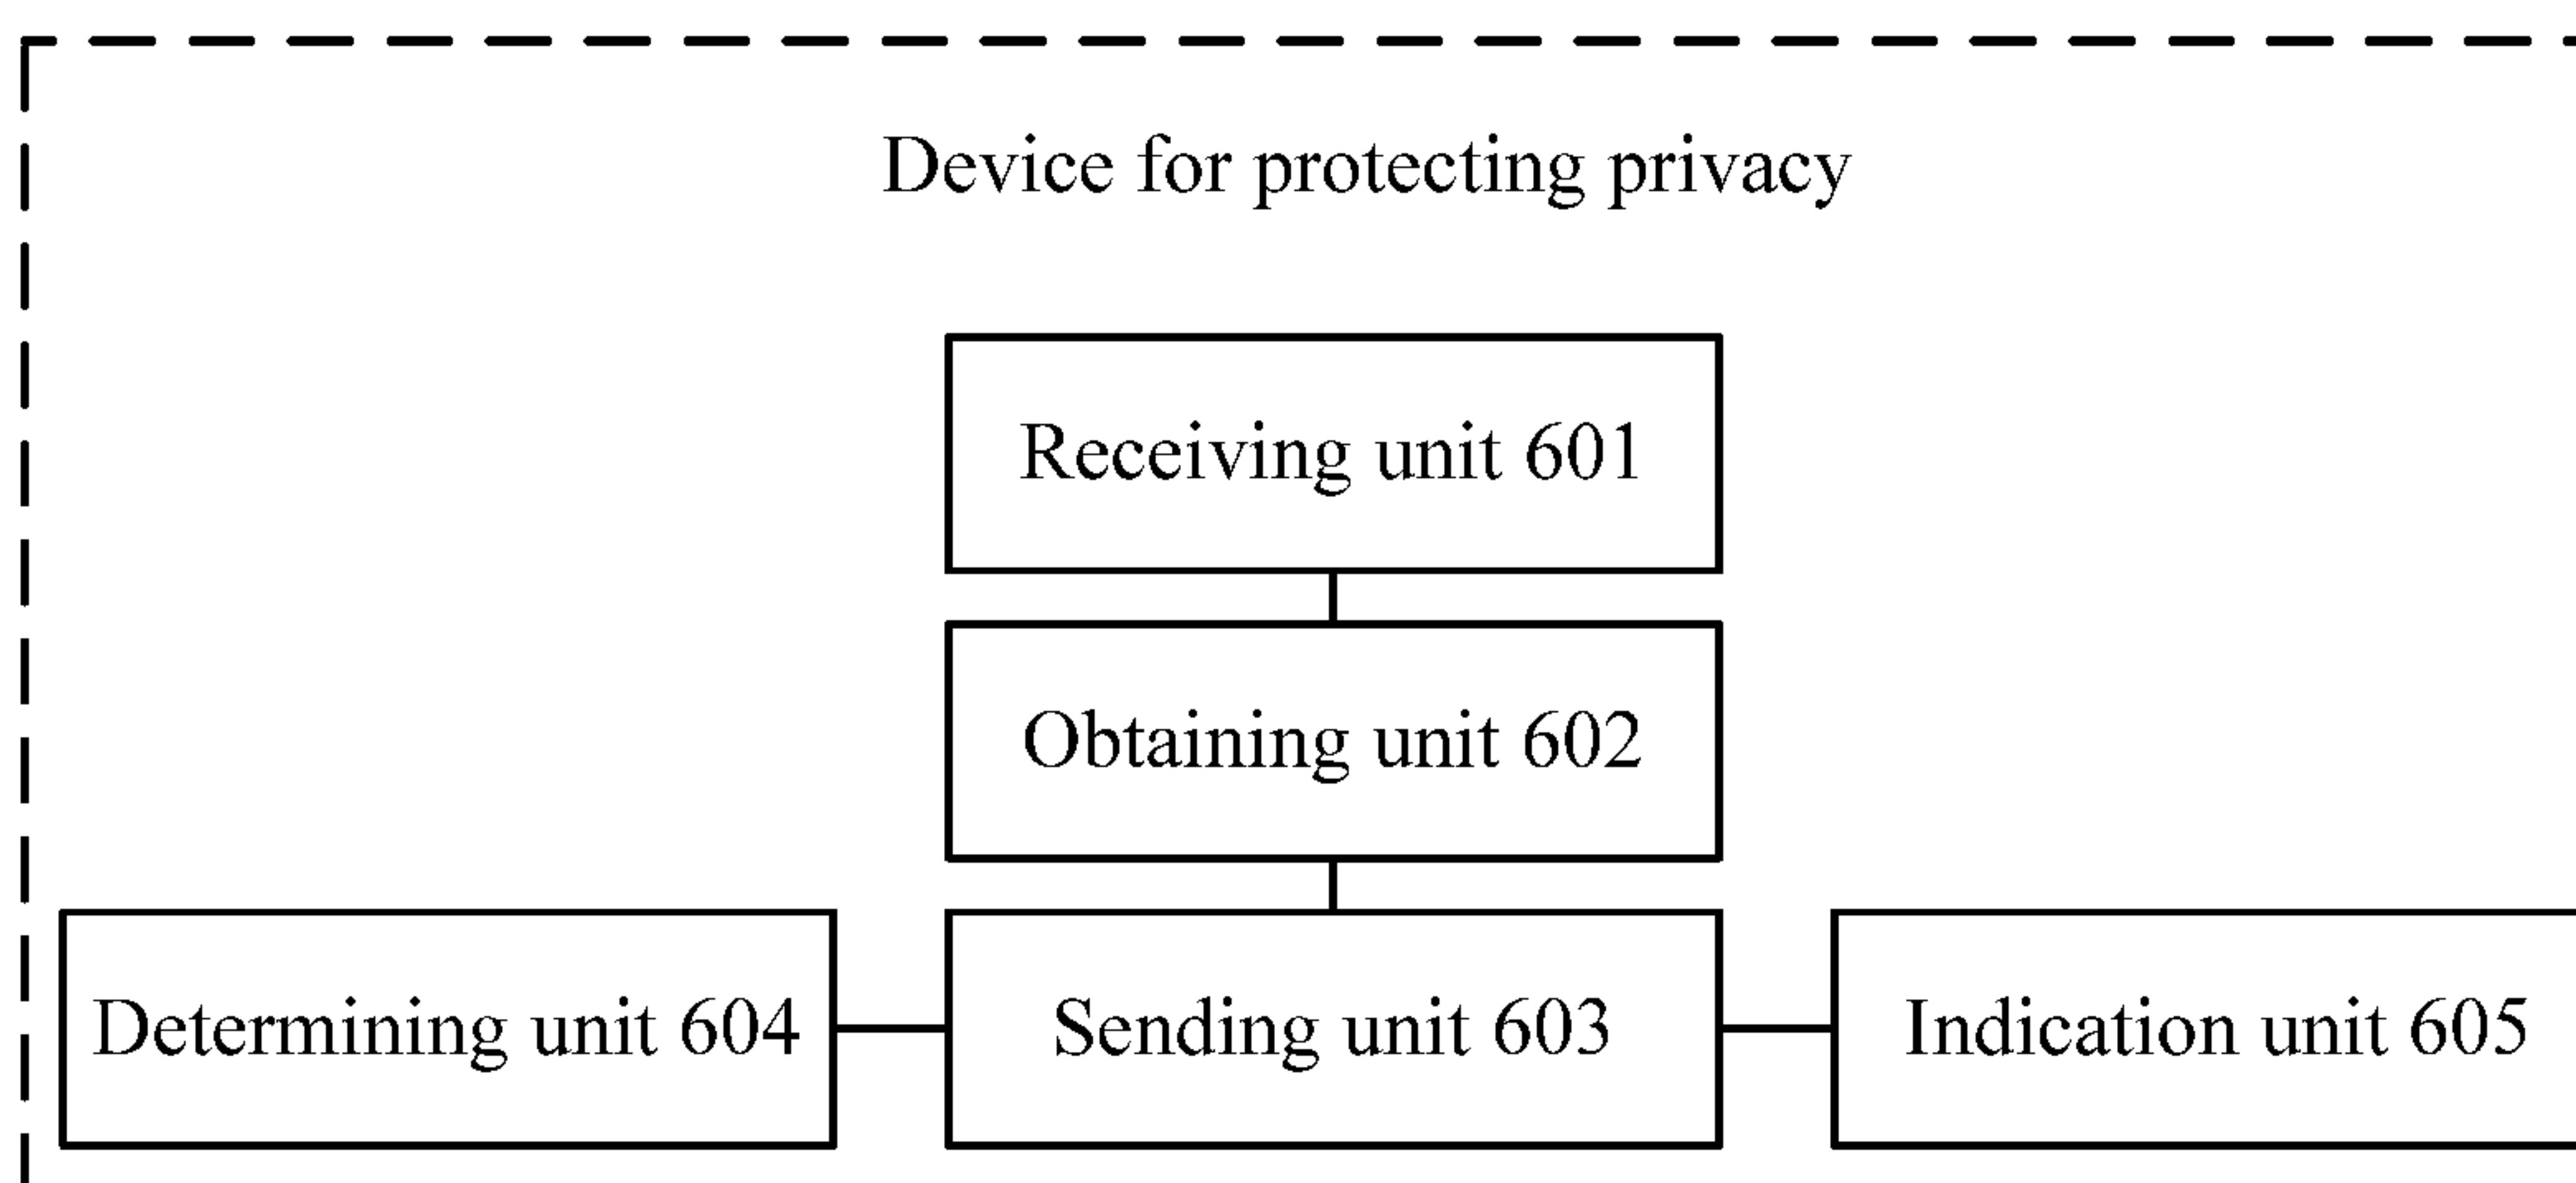 Device for protecting privacy
Receiving unit 601
Obtaining unit 602
Determining unit 604
Sending unit 603
Indication unit 605